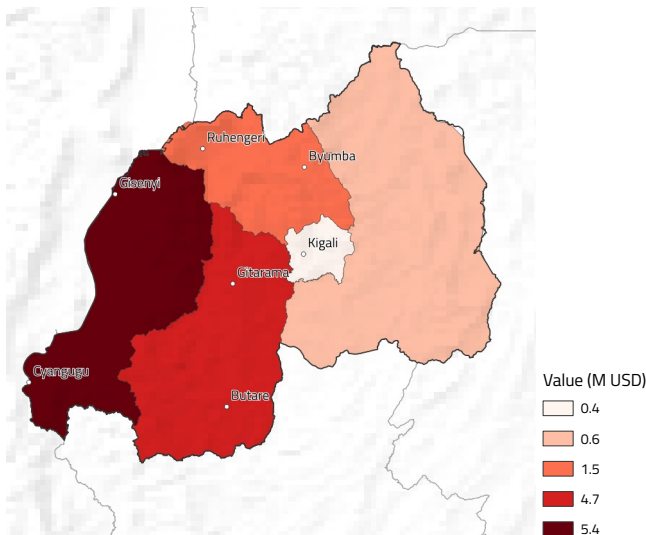 Ruhengeri
Byumba
Gisenyi
Kigali
Gitarama
Cyangugu
Butare
Value (M USD)
0.4
0.6
1.5
4.7
5.4